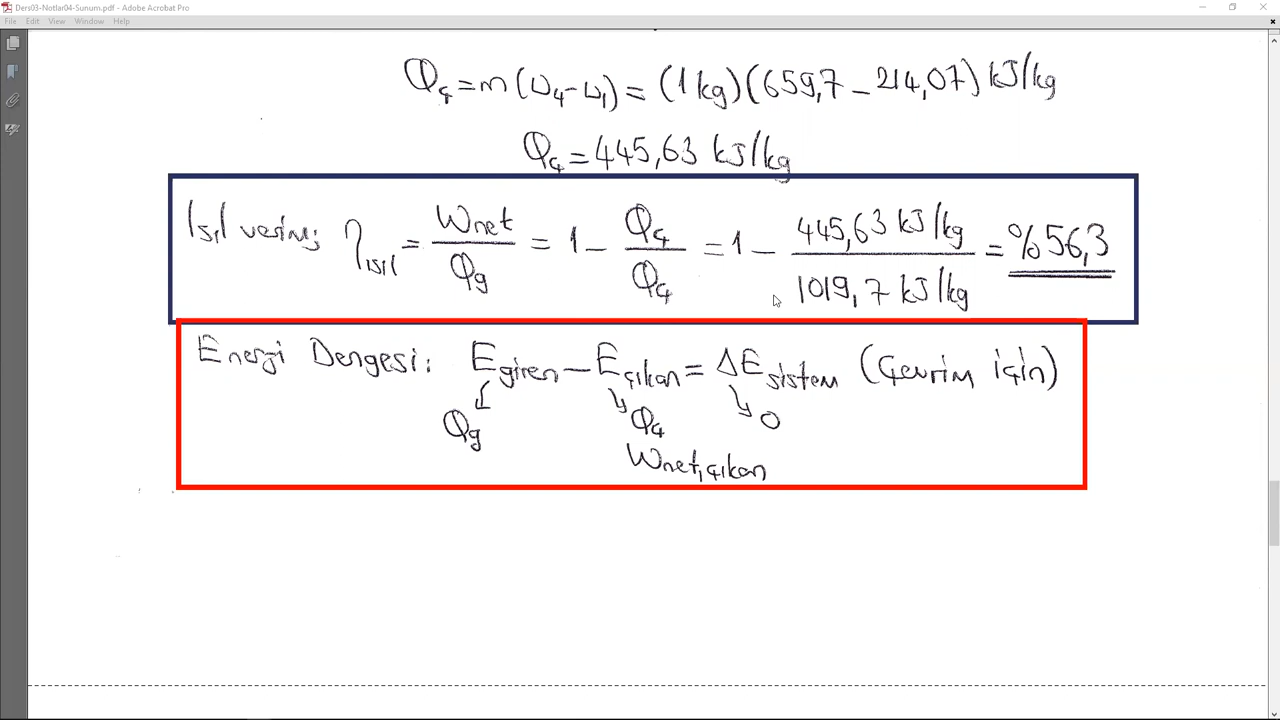 Ders03-Notlar04-Sunum.pdf - Adobe Acrobat Pro
File Edit View Window Help
Qç = m (u4 - u1) = (1 kg) (659,7 - 214,07) kJ/kg
Qç = 445,63 kJ/kg
Isıl verim; ηısıl = Wnet / Qg = 1 - Qç / Qç = 1 - 445,63 kJ/kg / 1019,7 kJ/kg = %56,3
Energi Dengesi: Egiren - Eçıkan = ΔEsistem (Çevrim için)
Qg Qç 0
Wnet,çıkan